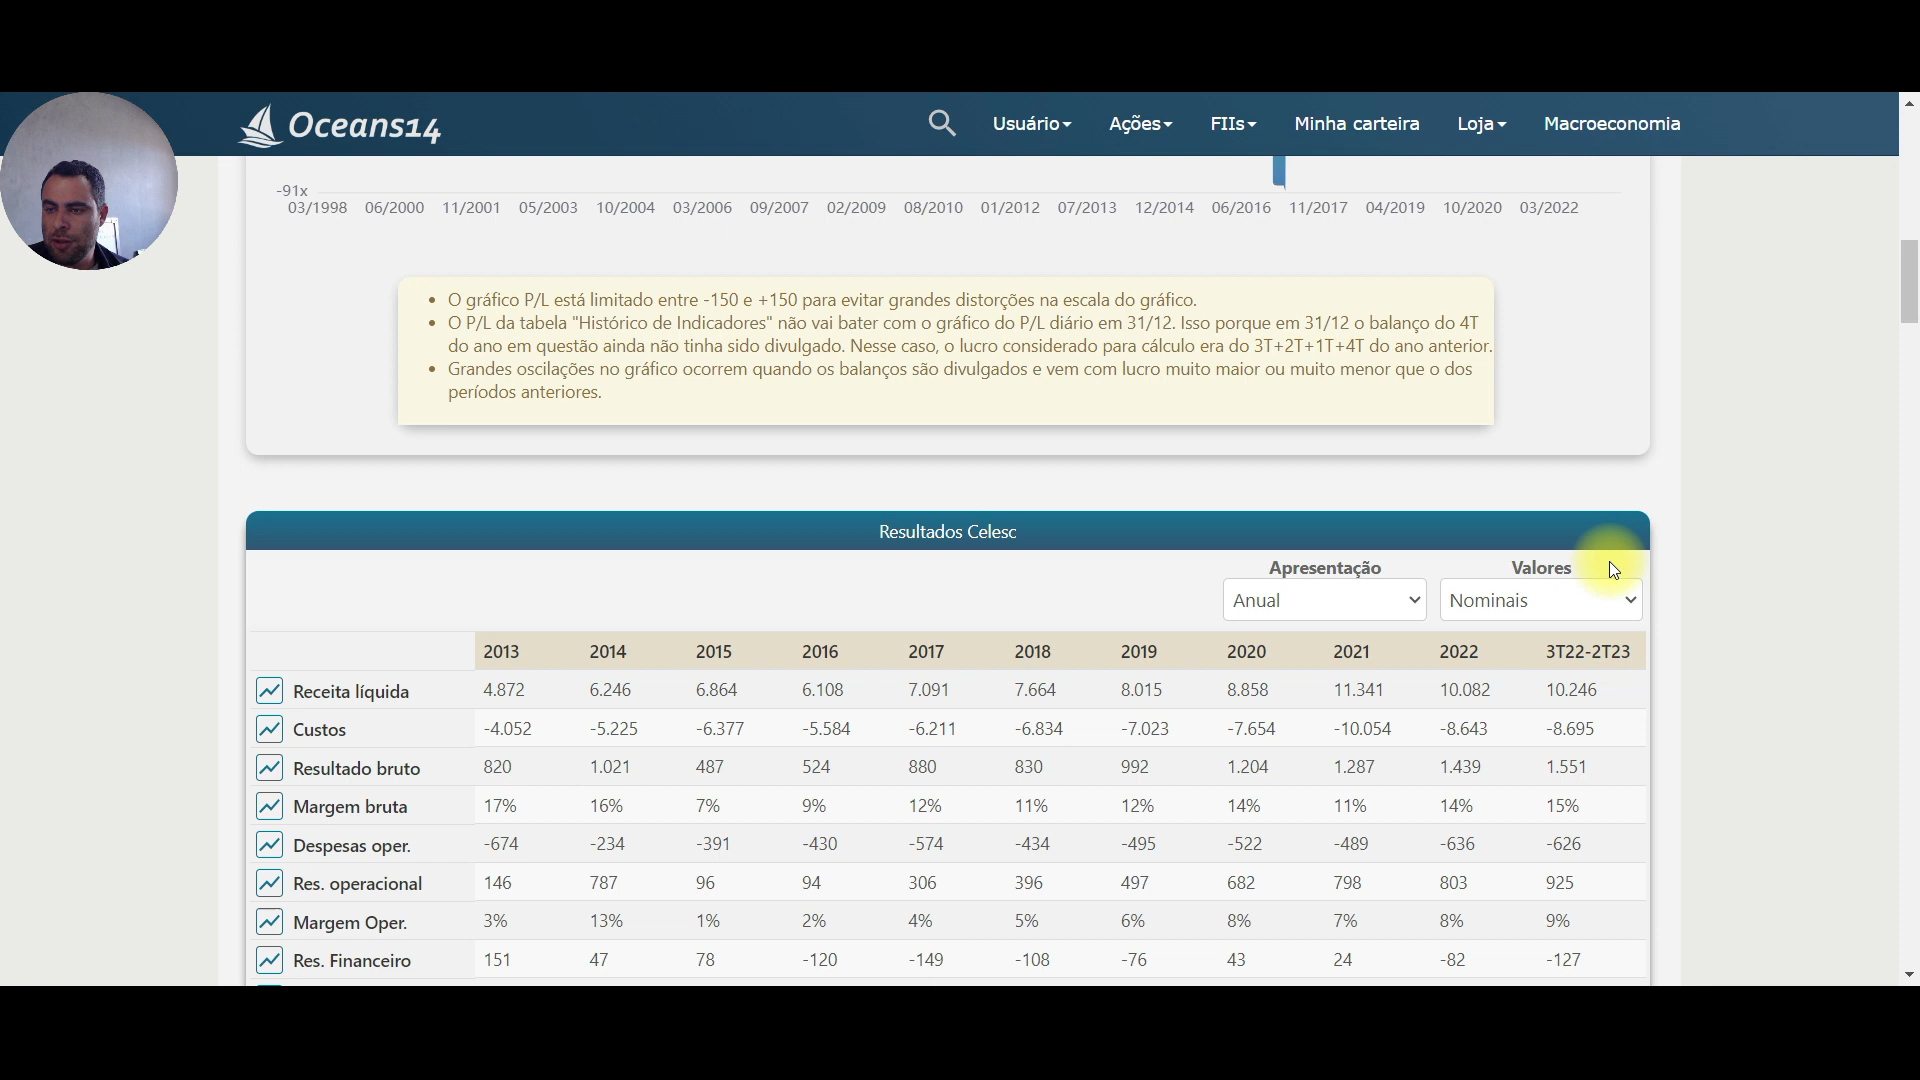 Oceans14
Usuário Ações FIIs Minha carteira Loja Macroeconomia
-91x
03/1998 06/2000 11/2001 05/2003 10/2004 03/2006 09/2007 02/2009 08/2010 01/2012 07/2013 12/2014 06/2016 11/2017 04/2019 10/2020 03/2022
• O gráfico P/L está limitado entre -150 e +150 para evitar grandes distorções na escala do gráfico.
• O P/L da tabela "Histórico de Indicadores" não vai bater com o gráfico do P/L diário em 31/12. Isso porque em 31/12 o balanço do 4T
do ano em questão ainda não tinha sido divulgado. Nesse caso, o lucro considerado para cálculo era do 3T+2T+1T+4T do ano anterior.
• Grandes oscilações no gráfico ocorrem quando os balanços são divulgados e vem com lucro muito maior ou muito menor que o dos
períodos anteriores.
Resultados Celesc
Apresentação Valores
Anual Nominais
2013 2014 2015 2016 2017 2018 2019 2020 2021 2022 3T22-2T23
Receita líquida 4.872 6.246 6.864 6.108 7.091 7.664 8.015 8.858 11.341 10.082 10.246
Custos -4.052 -5.225 -6.377 -5.584 -6.211 -6.834 -7.023 -7.654 -10.054 -8.643 -8.695
Resultado bruto 820 1.021 487 524 880 830 992 1.204 1.287 1.439 1.551
Margem bruta 17% 16% 7% 9% 12% 11% 12% 14% 11% 14% 15%
Despesas oper. -674 -234 -391 -430 -574 -434 -495 -522 -489 -636 -626
Res. operacional 146 787 96 94 306 396 497 682 798 803 925
Margem Oper. 3% 13% 1% 2% 4% 5% 6% 8% 7% 8% 9%
Res. Financeiro 151 47 78 -120 -149 -108 -76 43 24 -82 -127